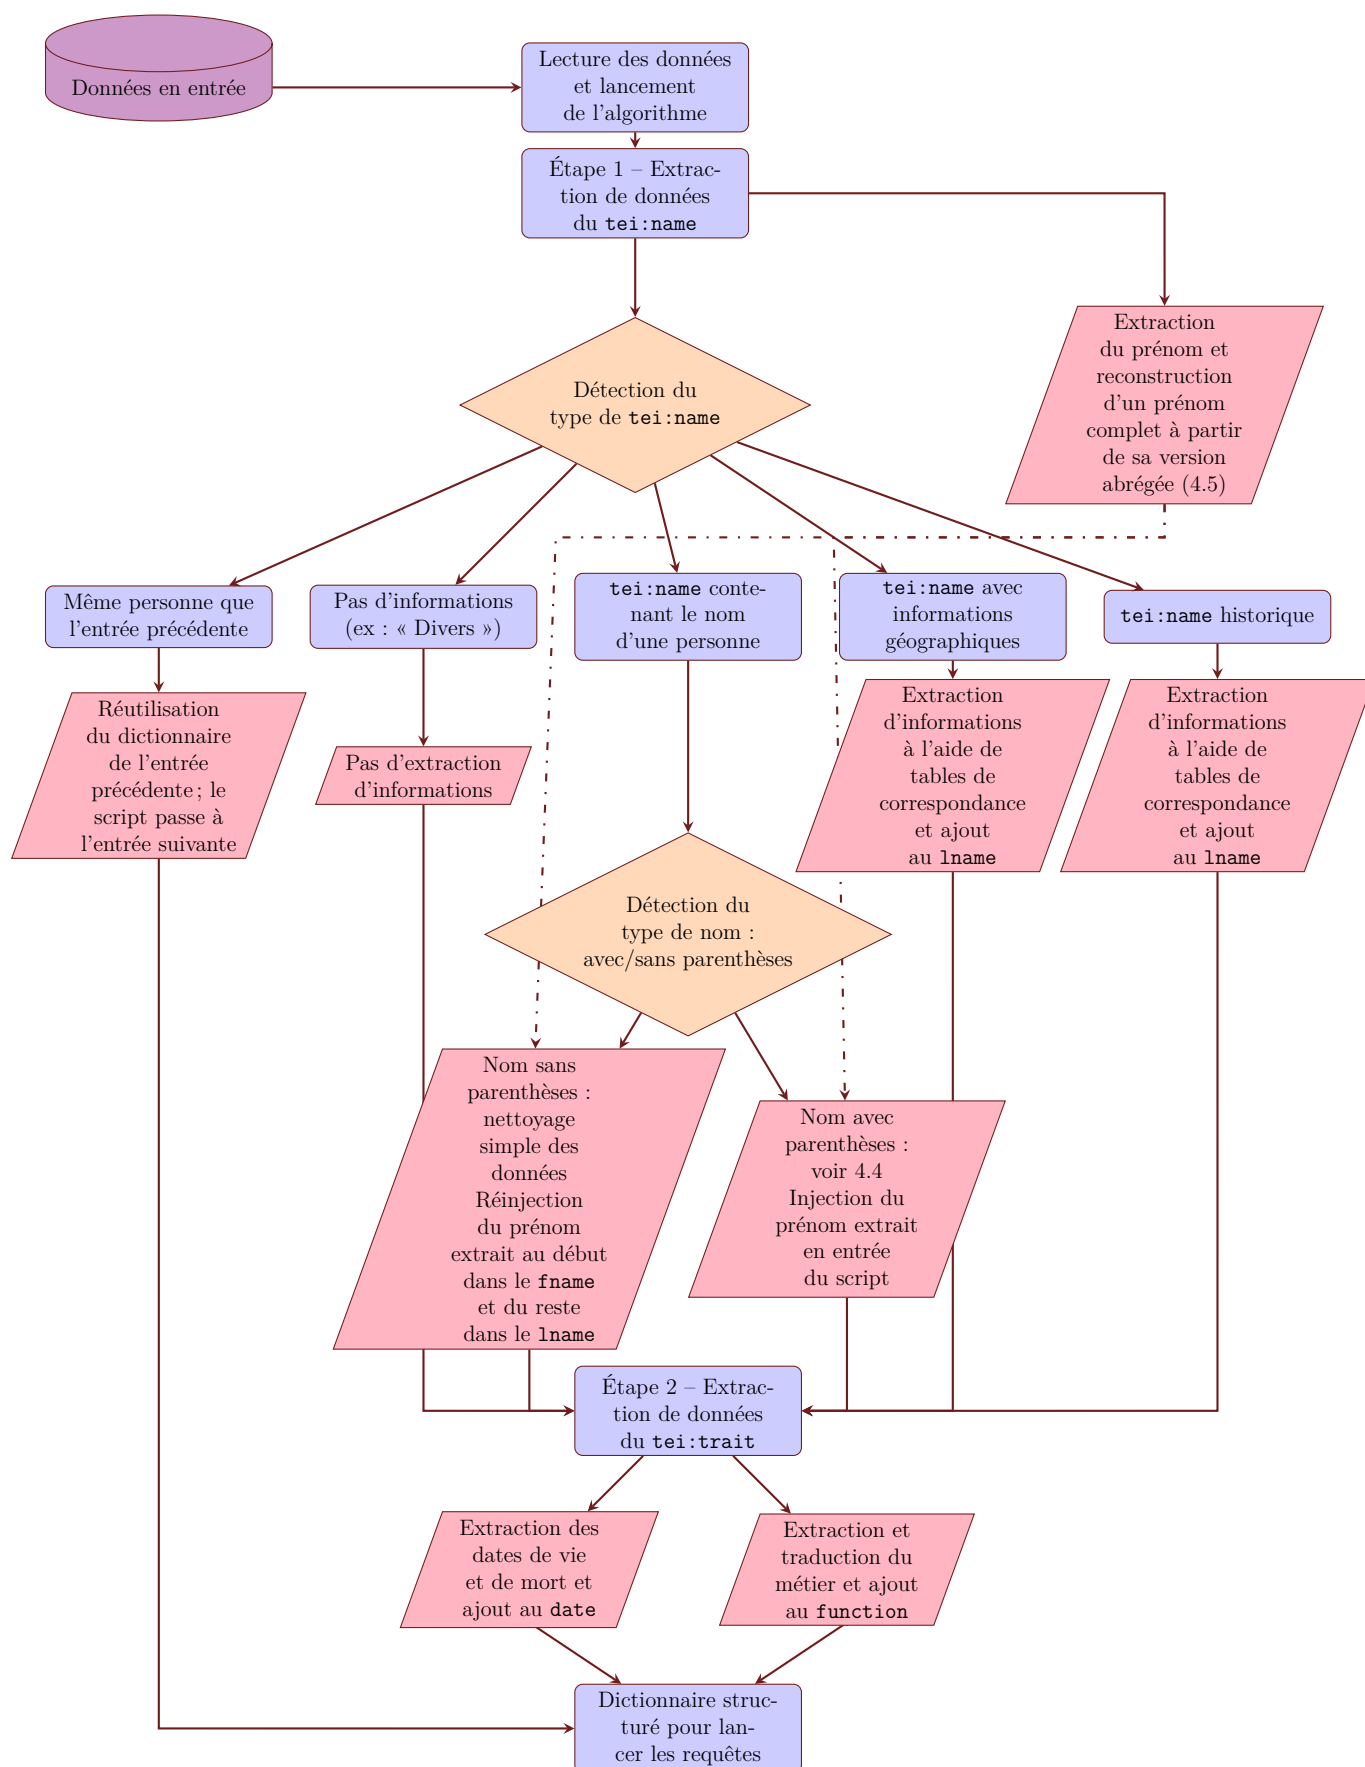 Données en entrée
Lecture des données
et lancement
de l'algorithme
Étape 1 – Extrac-
tion de données
du tei:name
Extraction
du prénom et
reconstruction
d'un prénom
complet à partir
de sa version
abrégée (4.5)
Détection du
type de tei:name
Même personne que
l'entrée précédente
Pas d'informations
(ex : « Divers »)
tei:name conte-
nant le nom
d'une personne
tei:name avec
informations
géographiques
tei:name historique
Réutilisation
du dictionnaire
de l'entrée
précédente ; le
script passe à
l'entrée suivante
Pas d'extraction
d'informations
Extraction
d'informations
à l'aide de
tables de
correspondance
et ajout
au lname
Extraction
d'informations
à l'aide de
tables de
correspondance
et ajout
au lname
Détection du
type de nom :
avec/sans parenthèses
Nom sans
parenthèses :
nettoyage
simple des
données
Réinjection
du prénom
extrait au début
dans le fname
et du reste
dans le lname
Nom avec
parenthèses :
voir 4.4
Injection du
prénom extrait
en entrée
du script
Étape 2 – Extrac-
tion de données
du tei:trait
Extraction des
dates de vie
et de mort et
ajout au date
Extraction et
traduction du
métier et ajout
au function
Dictionnaire struc-
turé pour lan-
cer les requêtes